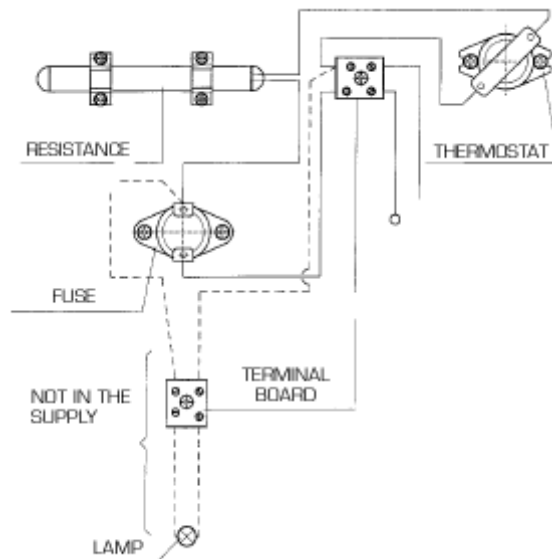 RESISTANCE
THERMOSTAT
FUSE
NOT IN THE
SUPPLY
TERMINAL
BOARD
LAMP